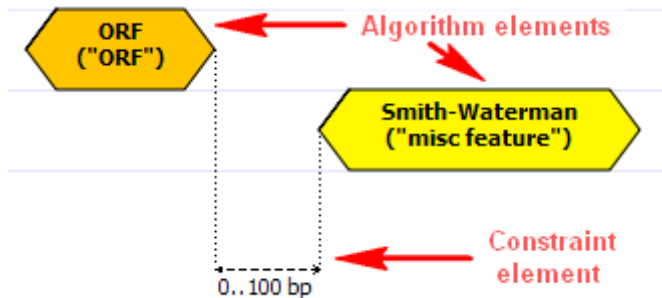 ORF
("ORF")
Algorithm elements
Smith-Waterman
("misc feature")
Constraint
element
0..100 bp